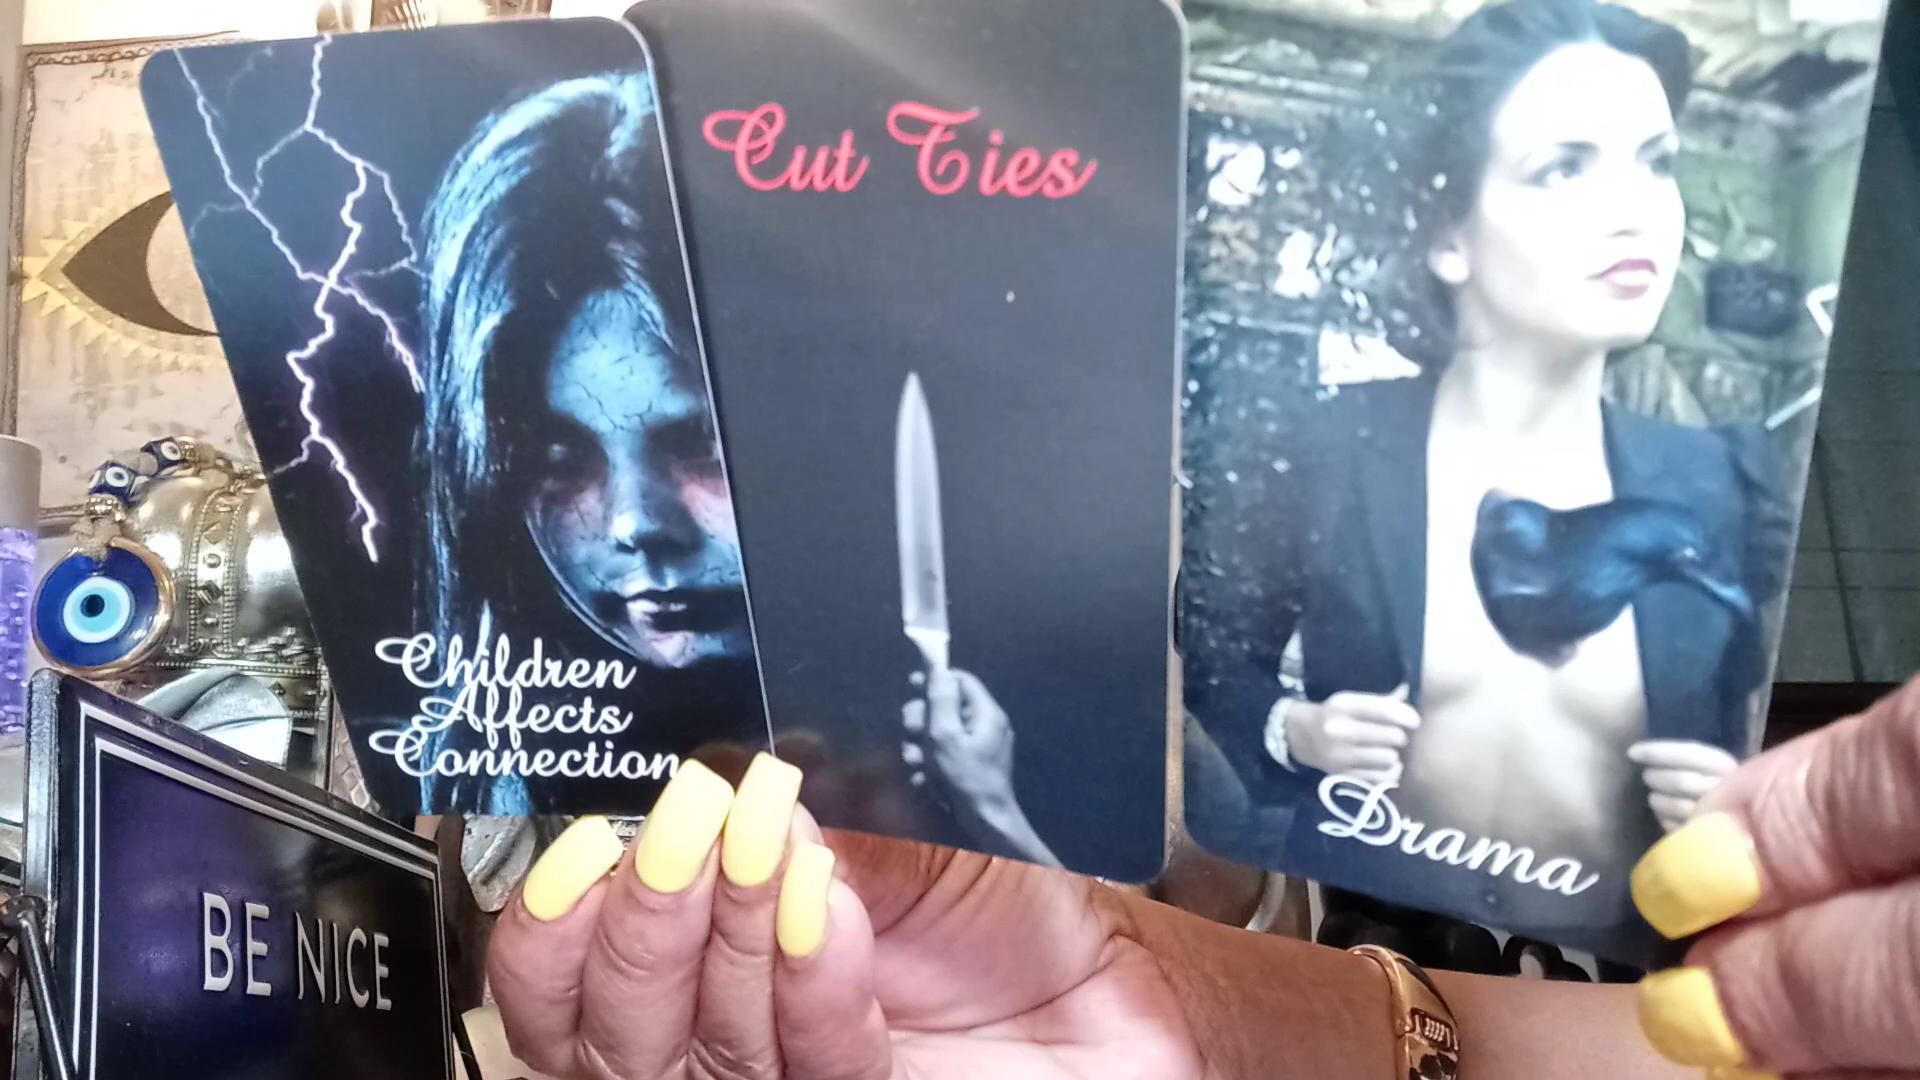 Cut Ties
Children
Affects
Connection
Drama
BE NICE